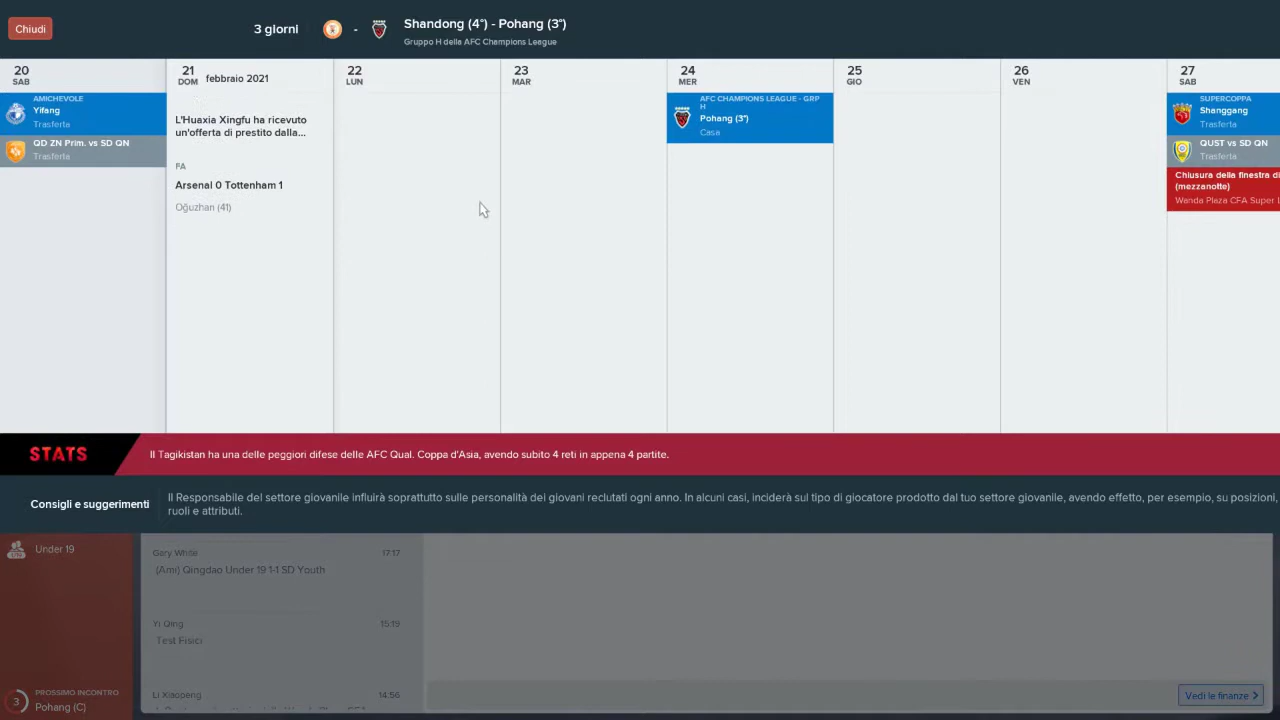 Chiudi
3 giorni
-
Shandong (4°) - Pohang (3°)
Gruppo H della AFC Champions League
20
SAB
21
DOM
febbraio 2021
22
LUN
23
MAR
24
MER
25
GIO
26
VEN
27
SAB
AMICHEVOLE
Yifang
Trasferta
QD ZN Prim. vs SD QN
Trasferta
L'Huaxia Xingfu ha ricevuto
un'offerta di prestito dalla...
FA
Arsenal 0 Tottenham 1
Oğuzhan (41)
AFC CHAMPIONS LEAGUE - GRP
H
Pohang (3°)
Casa
SUPERCOPPA
Shanggang
Trasferta
QUST vs SD QN
Trasferta
Chiusura della finestra di
(mezzanotte)
Wanda Plaza CFA Super L
STATS
Il Tagikistan ha una delle peggiori difese delle AFC Qual. Coppa d'Asia, avendo subito 4 reti in appena 4 partite.
Consigli e suggerimenti
Il Responsabile del settore giovanile influirà soprattutto sulle personalità dei giovani reclutati ogni anno. In alcuni casi, inciderà sul tipo di giocatore prodotto dal tuo settore giovanile, avendo effetto, per esempio, su posizioni,
ruoli e attributi.
Under 19
Gary White
17:17
(Ami) Qingdao Under 19 1-1 SD Youth
Yi Qing
15:19
Test Fisici
Li Xiaopeng
14:56
3
PROSSIMO INCONTRO
Pohang (C)
Vedi le finanze